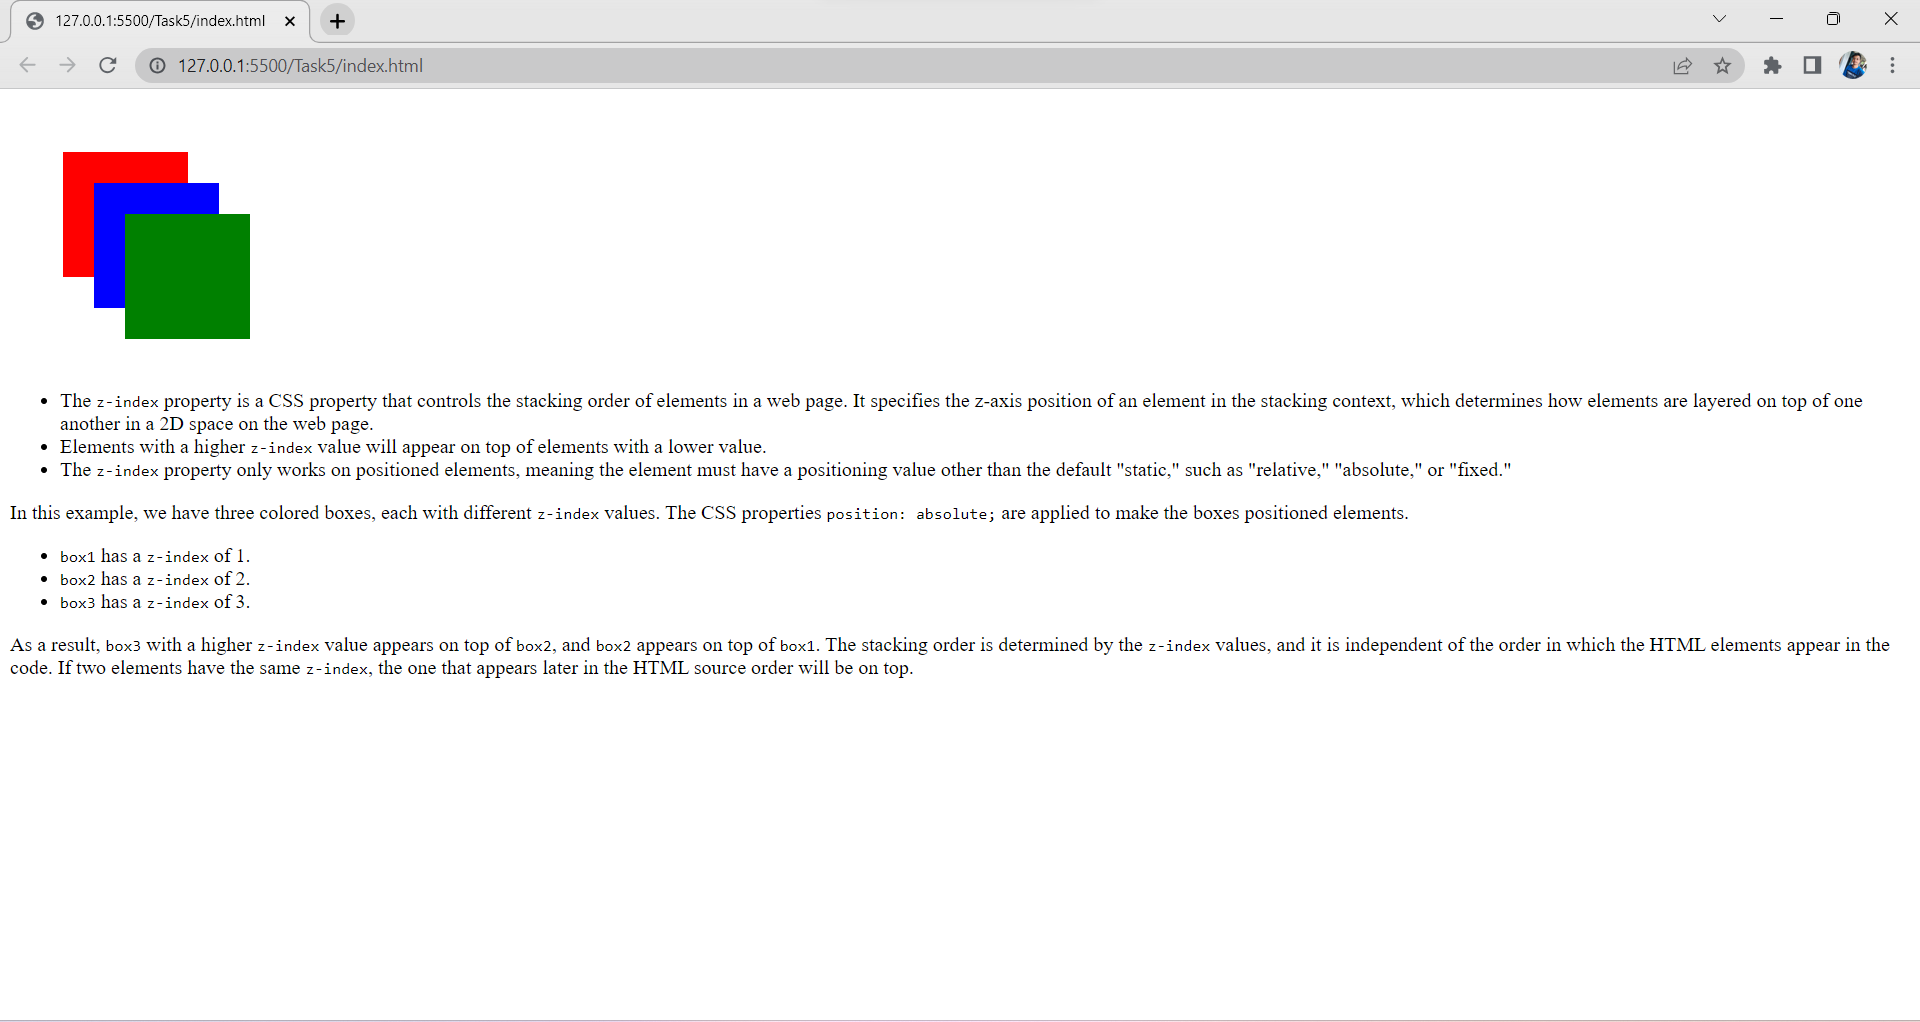 127.0.0.1:5500/Task5/index.html
127.0.0.1:5500/Task5/index.html
The z-index property is a CSS property that controls the stacking order of elements in a web page. It specifies the z-axis position of an element in the stacking context, which determines how elements are layered on top of one
another in a 2D space on the web page.
Elements with a higher z-index value will appear on top of elements with a lower value.
The z-index property only works on positioned elements, meaning the element must have a positioning value other than the default "static," such as "relative," "absolute," or "fixed."
In this example, we have three colored boxes, each with different z-index values. The CSS properties position: absolute; are applied to make the boxes positioned elements.
box1 has a z-index of 1.
box2 has a z-index of 2.
box3 has a z-index of 3.
As a result, box3 with a higher z-index value appears on top of box2, and box2 appears on top of box1. The stacking order is determined by the z-index values, and it is independent of the order in which the HTML elements appear in the
code. If two elements have the same z-index, the one that appears later in the HTML source order will be on top.